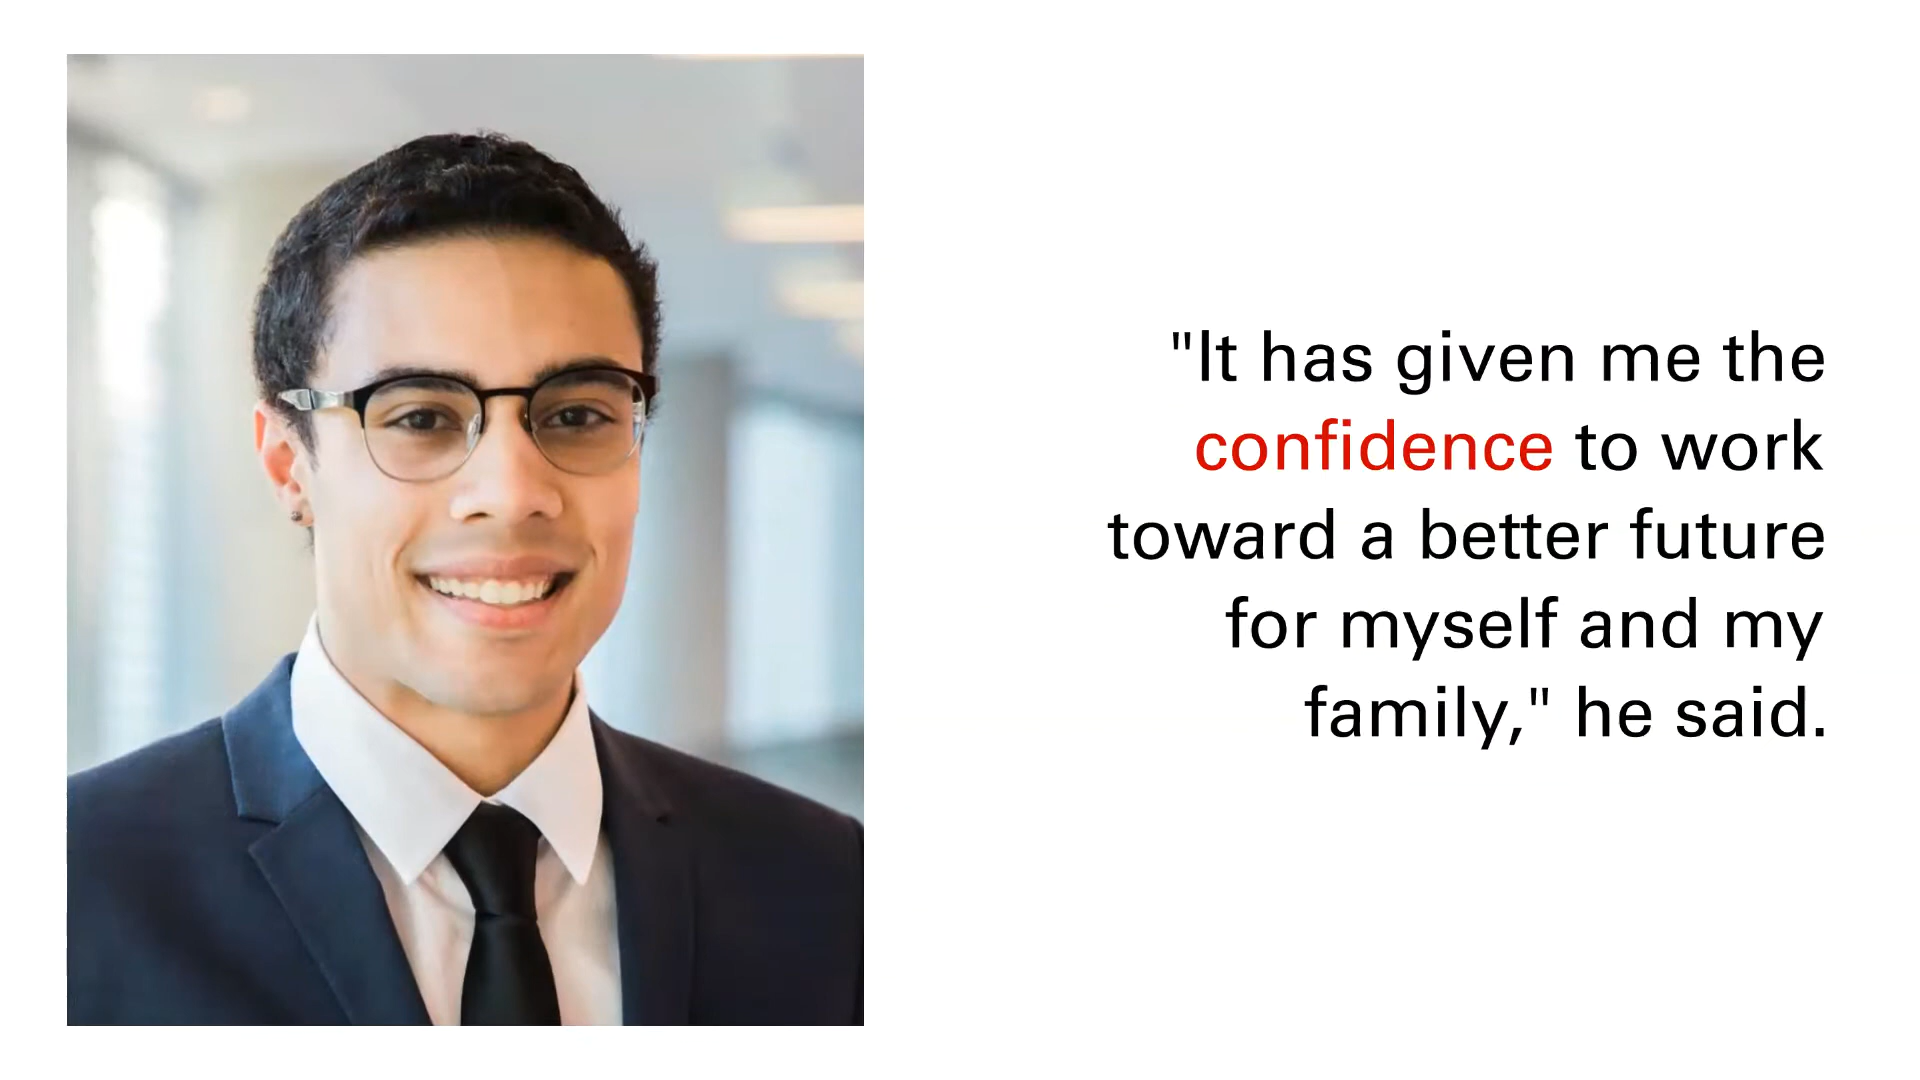 "It has given me the
confidence to work
toward a better future
for myself and my
family," he said.